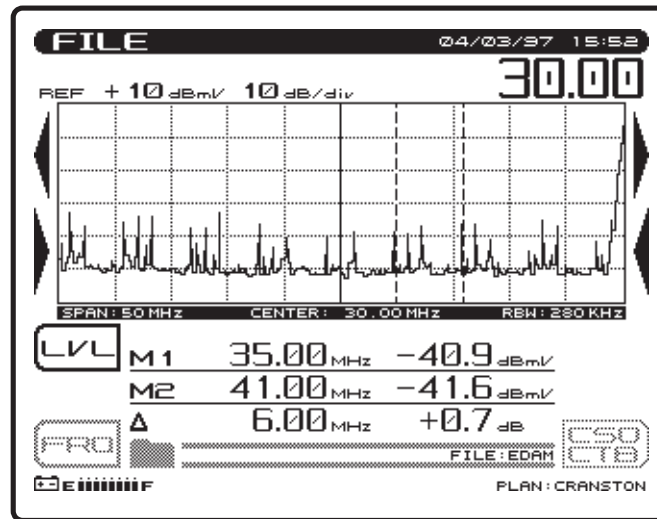 FILE 04/03/97 15:52
30.00
REF +10 dBmV 10 dB/div
SPAN:50 MHz CENTER: 30.00 MHz RBW:280 KHz
LVL
M1 35.00 MHz -40.9 dBmV
M2 41.00 MHz -41.6 dBmV
Δ 6.00 MHz +0.7 dB
FRQ
CSO
CTB
FILE:EDAM
E F
PLAN:CRANSTON